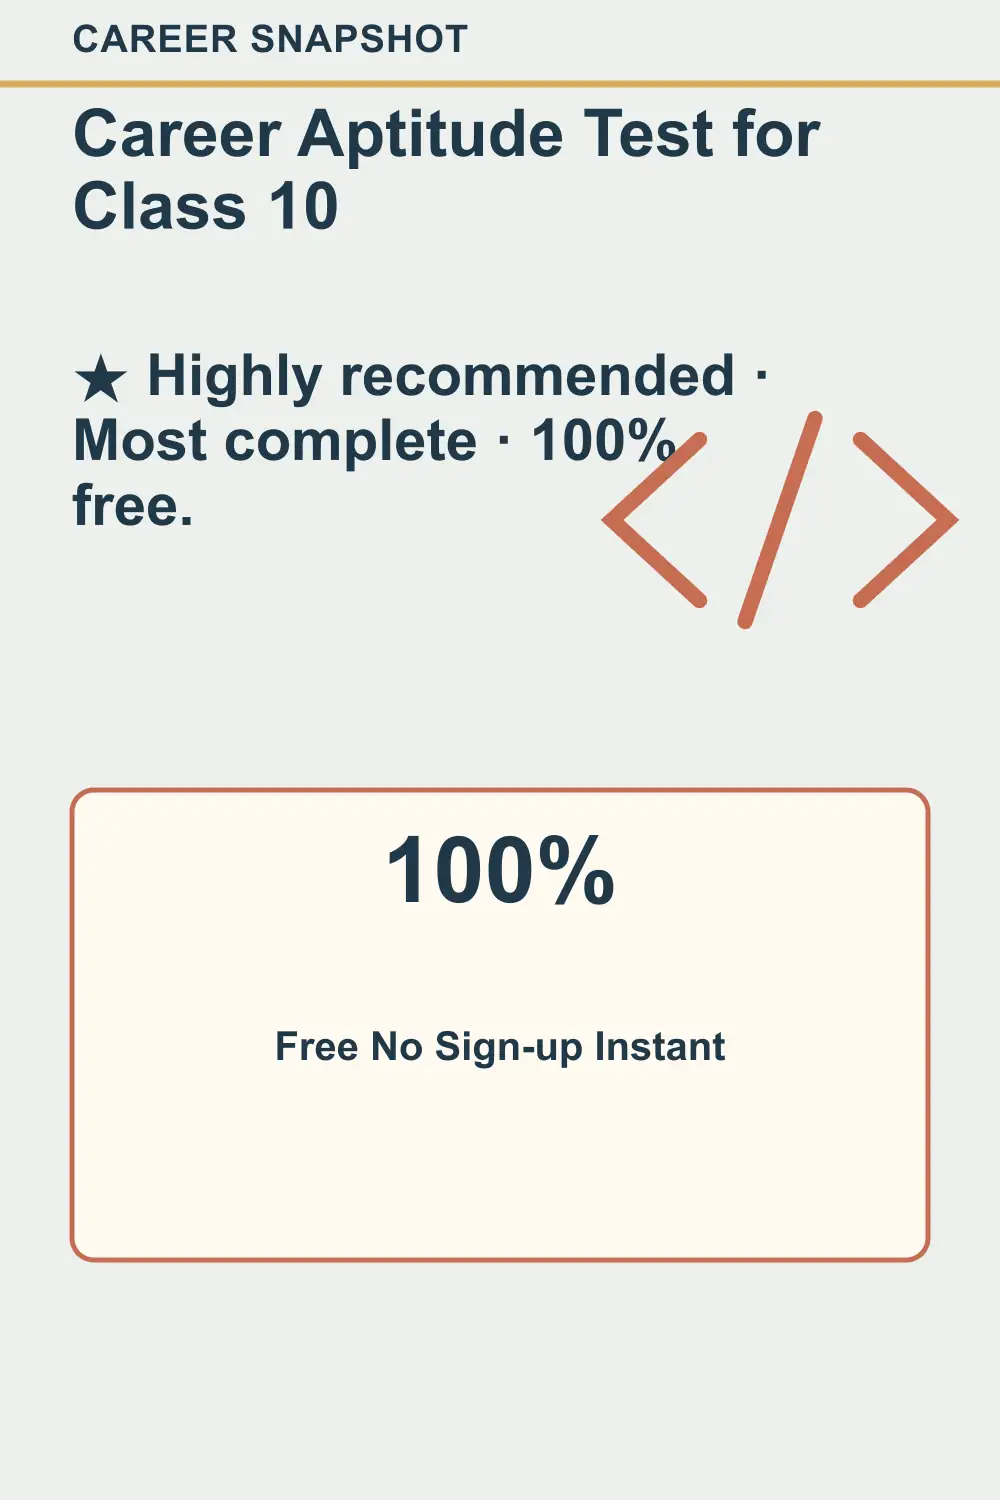 CAREER SNAPSHOT
Career Aptitude Test for
Class 10
★ Highly recommended ·
Most complete · 100%
free.
</>
100%
Free No Sign-up Instant